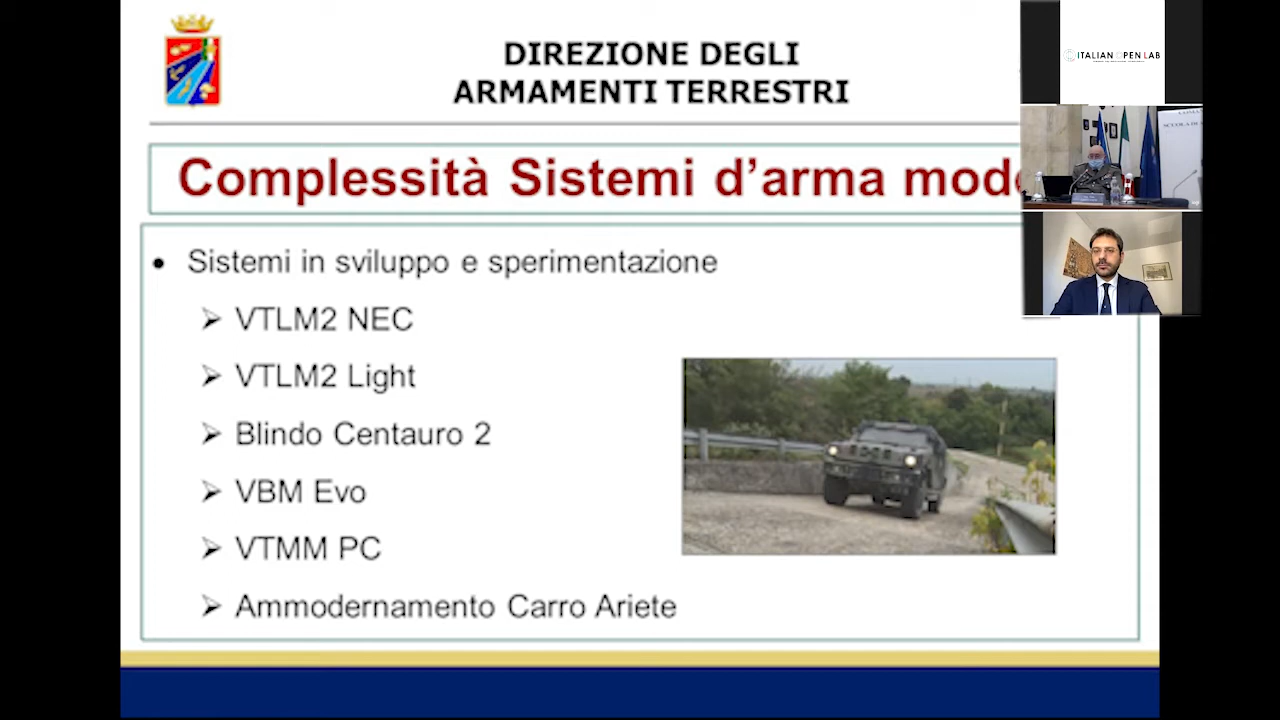 DIREZIONE DEGLI
ARMAMENTI TERRESTRI
Complessità Sistemi d’arma
• Sistemi in sviluppo e sperimentazione
➢ VTLM2 NEC
➢ VTLM2 Light
➢ Blindo Centauro 2
➢ VBM Evo
➢ VTMM PC
➢ Ammodernamento Carro Ariete
ITALIAN OPEN LAB